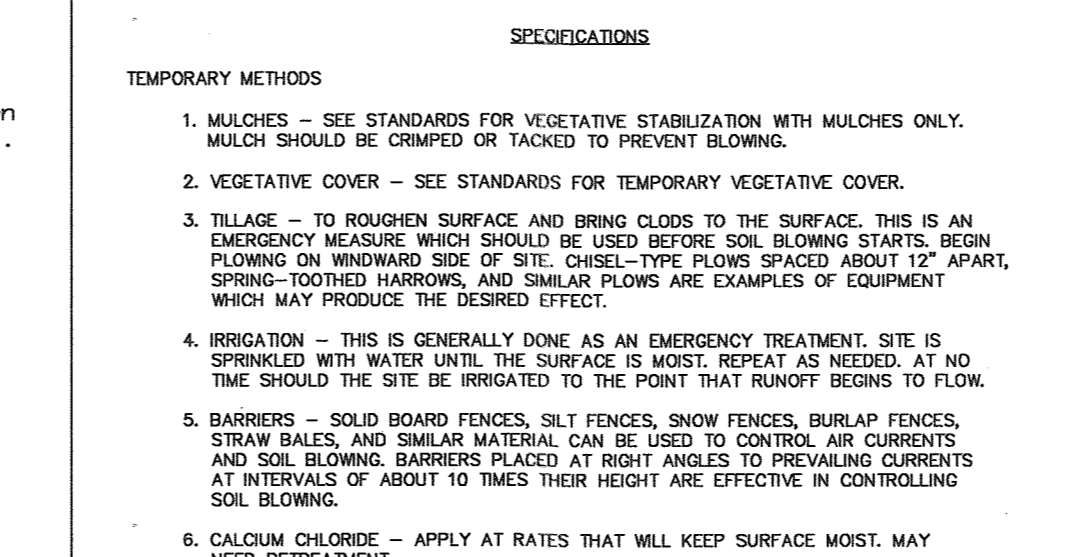 SPECIFICATIONS
TEMPORARY METHODS
1. MULCHES – SEE STANDARDS FOR VEGETATIVE STABILIZATION WITH MULCHES ONLY.
MULCH SHOULD BE CRIMPED OR TACKED TO PREVENT BLOWING.
2. VEGETATIVE COVER – SEE STANDARDS FOR TEMPORARY VEGETATIVE COVER.
3. TILLAGE – TO ROUGHEN SURFACE AND BRING CLODS TO THE SURFACE. THIS IS AN
EMERGENCY MEASURE WHICH SHOULD BE USED BEFORE SOIL BLOWING STARTS. BEGIN
PLOWING ON WINDWARD SIDE OF SITE. CHISEL–TYPE PLOWS SPACED ABOUT 12" APART,
SPRING–TOOTHED HARROWS, AND SIMILAR PLOWS ARE EXAMPLES OF EQUIPMENT
WHICH MAY PRODUCE THE DESIRED EFFECT.
4. IRRIGATION – THIS IS GENERALLY DONE AS AN EMERGENCY TREATMENT. SITE IS
SPRINKLED WITH WATER UNTIL THE SURFACE IS MOIST. REPEAT AS NEEDED. AT NO
TIME SHOULD THE SITE BE IRRIGATED TO THE POINT THAT RUNOFF BEGINS TO FLOW.
5. BARRIERS – SOLID BOARD FENCES, SILT FENCES, SNOW FENCES, BURLAP FENCES,
STRAW BALES, AND SIMILAR MATERIAL CAN BE USED TO CONTROL AIR CURRENTS
AND SOIL BLOWING. BARRIERS PLACED AT RIGHT ANGLES TO PREVAILING CURRENTS
AT INTERVALS OF ABOUT 10 TIMES THEIR HEIGHT ARE EFFECTIVE IN CONTROLLING
SOIL BLOWING.
6. CALCIUM CHLORIDE – APPLY AT RATES THAT WILL KEEP SURFACE MOIST. MAY
NEED RETREATMENT.